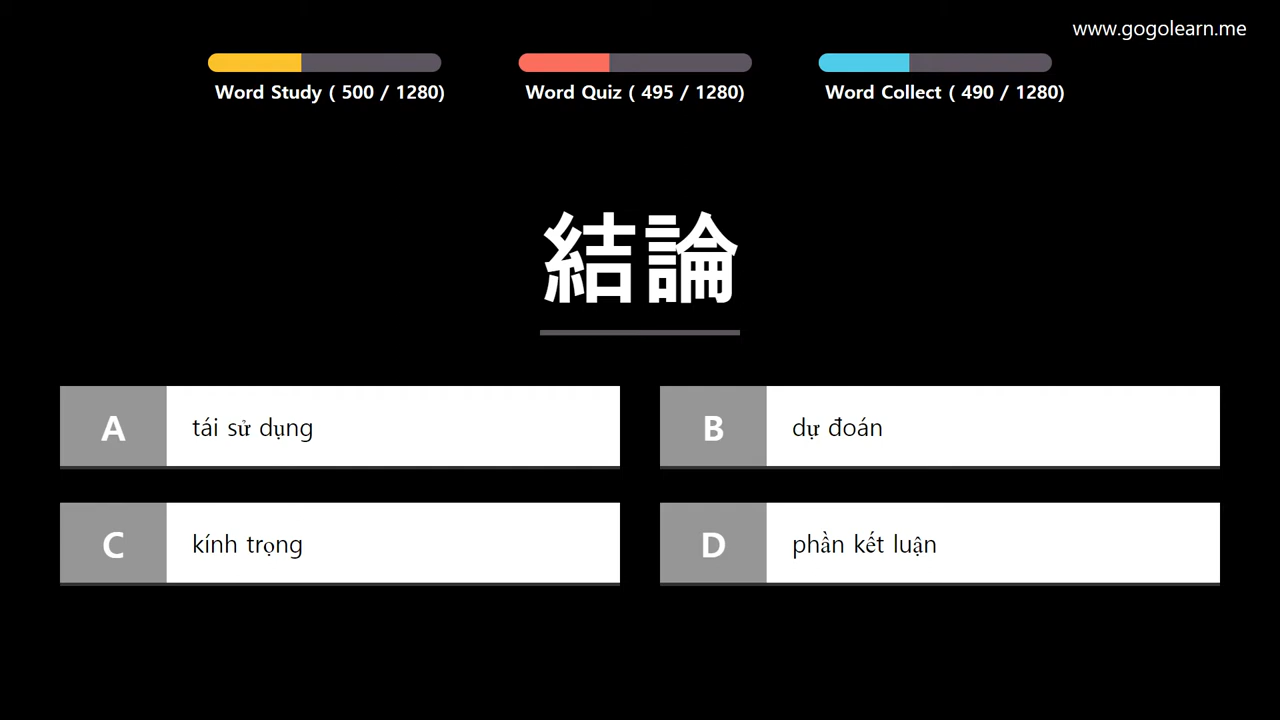 www.gogolearn.me
Word Study ( 500 / 1280)
Word Quiz ( 495 / 1280)
Word Collect ( 490 / 1280)
結論
A tái sử dụng
B dự đoán
C kính trọng
D phần kết luận